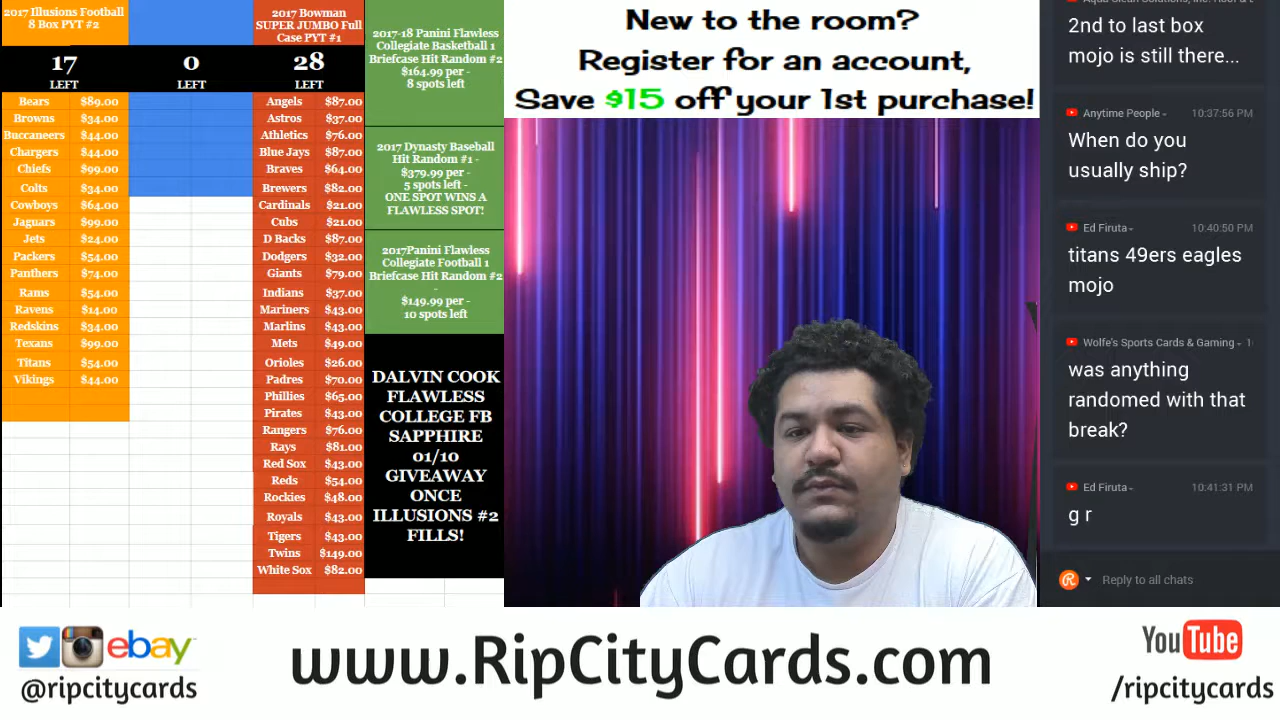 2017 Illusions Football
8 Box PYT #2
17
LEFT
Bears $89.00
Browns $34.00
Buccaneers $44.00
Chargers $44.00
Chiefs $99.00
Colts $34.00
Cowboys $64.00
Jaguars $99.00
Jets $24.00
Packers $54.00
Panthers $74.00
Rams $54.00
Ravens $14.00
Redskins $34.00
Texans $99.00
Titans $54.00
Vikings $44.00
0
LEFT
2017 Bowman
SUPER JUMBO Full
Case PYT #1
28
LEFT
Angels $87.00
Astros $37.00
Athletics $76.00
Blue Jays $87.00
Braves $64.00
Brewers $82.00
Cardinals $21.00
Cubs $21.00
D Backs $87.00
Dodgers $32.00
Giants $79.00
Indians $37.00
Mariners $43.00
Marlins $43.00
Mets $49.00
Orioles $26.00
Padres $70.00
Phillies $65.00
Pirates $43.00
Rangers $76.00
Rays $81.00
Red Sox $43.00
Reds $54.00
Rockies $48.00
Royals $43.00
Tigers $43.00
Twins $149.00
White Sox $82.00
2017-18 Panini Flawless
Collegiate Basketball 1
Briefcase Hit Random #2
$164.99 per -
8 spots left
2017 Dynasty Baseball
Hit Random #1 -
$379.99 per -
5 spots left -
ONE SPOT WINS A
FLAWLESS SPOT!
2017Panini Flawless
Collegiate Football 1
Briefcase Hit Random #2
-
$149.99 per -
10 spots left
DALVIN COOK
FLAWLESS
COLLEGE FB
SAPPHIRE
01/10
GIVEAWAY
ONCE
ILLUSIONS #2
FILLS!
New to the room?
Register for an account,
Save $15 off your 1st purchase!
2nd to last box
mojo is still there...
Anytime People 10:37:56 PM
When do you
usually ship?
Ed Firuta 10:40:50 PM
titans 49ers eagles
mojo
Wolfe's Sports Cards & Gaming
was anything
randomed with that
break?
Ed Firuta 10:41:31 PM
g r
R Reply to all chats
ebay
@ripcitycards
www.RipCityCards.com
YouTube
/ripcitycards